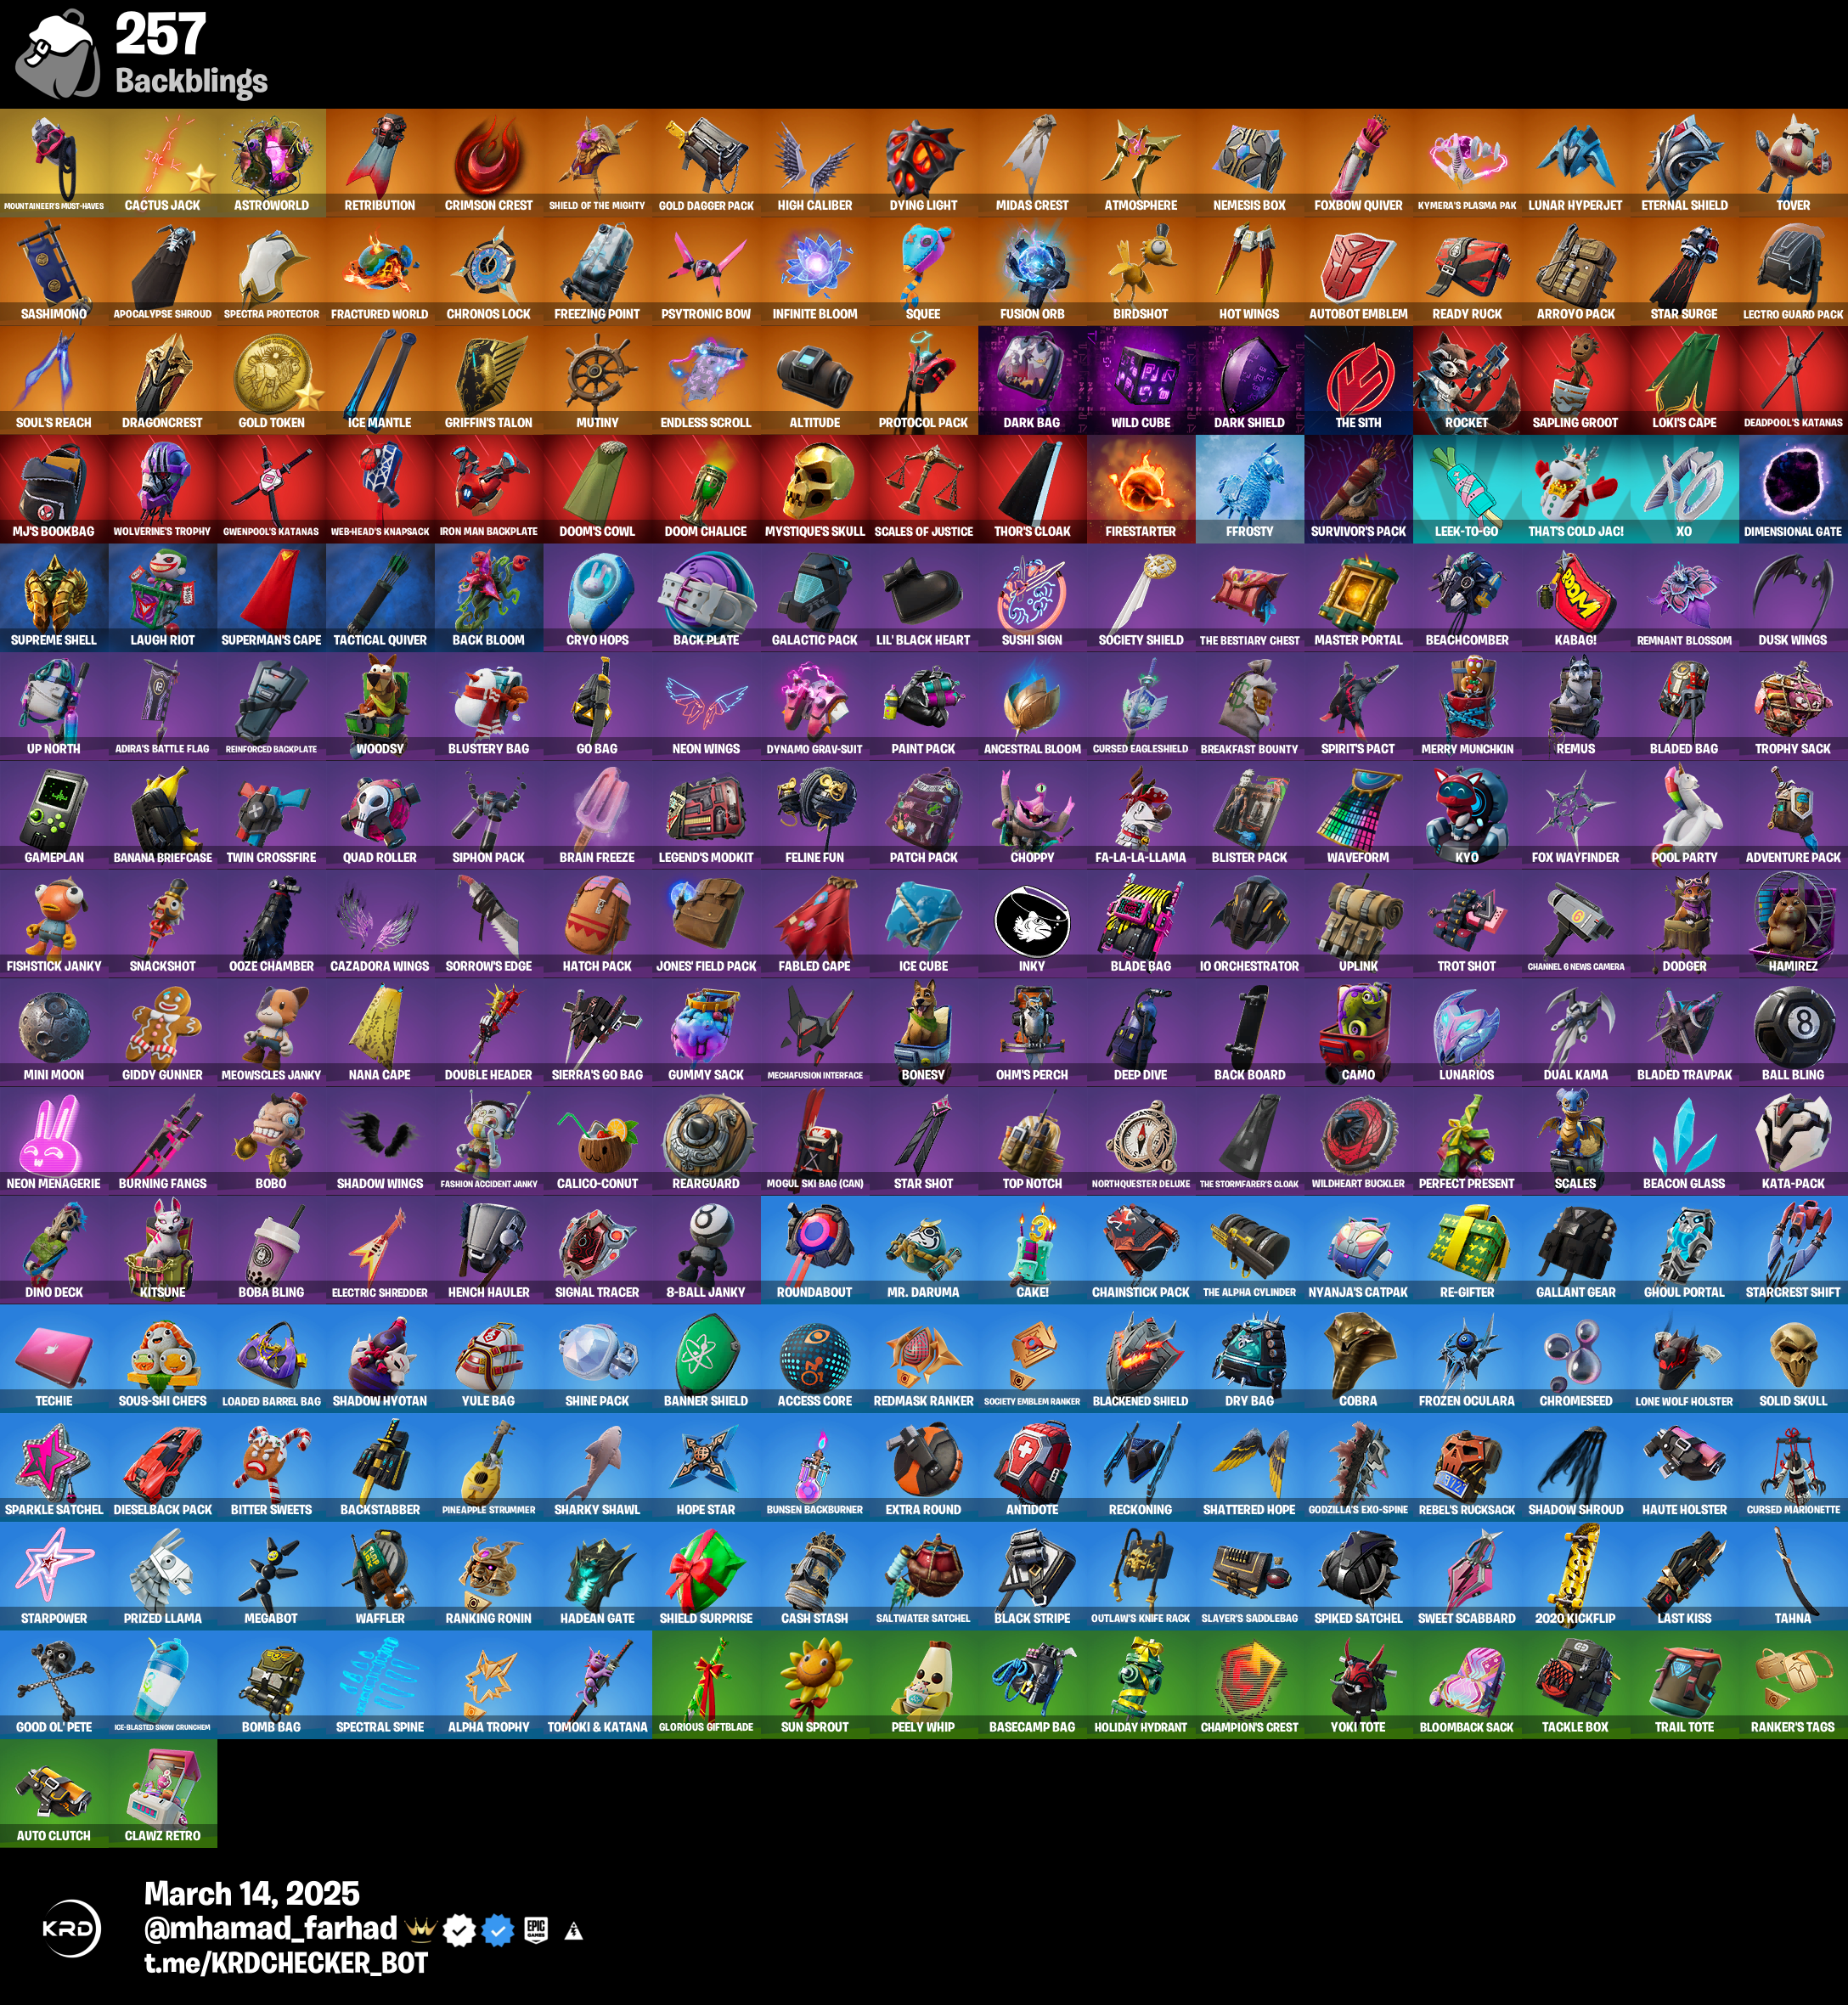 257
Backblings
MOUNTAINEER'S MUST-HAVES CACTUS JACK ASTROWORLD RETRIBUTION CRIMSON CREST SHIELD OF THE MIGHTY GOLD DAGGER PACK HIGH CALIBER DYING LIGHT MIDAS CREST ATMOSPHERE NEMESIS BOX FOXBOW QUIVER KYMERA'S PLASMA PAK LUNAR HYPERJET ETERNAL SHIELD TOVER
SASHIMONO APOCALYPSE SHROUD SPECTRA PROTECTOR FRACTURED WORLD CHRONOS LOCK FREEZING POINT PSYTRONIC BOW INFINITE BLOOM SQUEE FUSION ORB BIRDSHOT HOT WINGS AUTOBOT EMBLEM READY RUCK ARROYO PACK STAR SURGE LECTRO GUARD PACK
SOUL'S REACH DRAGONCREST GOLD TOKEN ICE MANTLE GRIFFIN'S TALON MUTINY ENDLESS SCROLL ALTITUDE PROTOCOL PACK DARK BAG WILD CUBE DARK SHIELD THE SITH ROCKET SAPLING GROOT LOKI'S CAPE DEADPOOL'S KATANAS
MJ'S BOOKBAG WOLVERINE'S TROPHY GWENPOOL'S KATANAS WEB-HEAD'S KNAPSACK IRON MAN BACKPLATE DOOM'S COWL DOOM CHALICE MYSTIQUE'S SKULL SCALES OF JUSTICE THOR'S CLOAK FIRESTARTER FFROSTY SURVIVOR'S PACK LEEK-TO-GO THAT'S COLD JAC! XO DIMENSIONAL GATE
SUPREME SHELL LAUGH RIOT SUPERMAN'S CAPE TACTICAL QUIVER BACK BLOOM CRYO HOPS BACK PLATE GALACTIC PACK LIL' BLACK HEART SUSHI SIGN SOCIETY SHIELD THE BESTIARY CHEST MASTER PORTAL BEACHCOMBER KABAG! REMNANT BLOSSOM DUSK WINGS
UP NORTH ADIRA'S BATTLE FLAG REINFORCED BACKPLATE WOODSY BLUSTERY BAG GO BAG NEON WINGS DYNAMO GRAV-SUIT PAINT PACK ANCESTRAL BLOOM CURSED EAGLESHIELD BREAKFAST BOUNTY SPIRIT'S PACT MERRY MUNCHKIN REMUS BLADED BAG TROPHY SACK
GAMEPLAN BANANA BRIEFCASE TWIN CROSSFIRE QUAD ROLLER SIPHON PACK BRAIN FREEZE LEGEND'S MODKIT FELINE FUN PATCH PACK CHOPPY FA-LA-LA-LLAMA BLISTER PACK WAVEFORM KYO FOX WAYFINDER POOL PARTY ADVENTURE PACK
FISHSTICK JANKY SNACKSHOT OOZE CHAMBER CAZADORA WINGS SORROW'S EDGE HATCH PACK JONES' FIELD PACK FABLED CAPE ICE CUBE INKY BLADE BAG IO ORCHESTRATOR UPLINK TROT SHOT CHANNEL 6 NEWS CAMERA DODGER HAMIREZ
MINI MOON GIDDY GUNNER MEOWSCLES JANKY NANA CAPE DOUBLE HEADER SIERRA'S GO BAG GUMMY SACK MECHAFUSION INTERFACE BONESY OHM'S PERCH DEEP DIVE BACK BOARD CAMO LUNARIOS DUAL KAMA BLADED TRAVPAK BALL BLING
NEON MENAGERIE BURNING FANGS BOBO SHADOW WINGS FASHION ACCIDENT JANKY CALICO-CONUT REARGUARD MOGUL SKI BAG (CAN) STAR SHOT TOP NOTCH NORTHQUESTER DELUXE THE STORMFARER'S CLOAK WILDHEART BUCKLER PERFECT PRESENT SCALES BEACON GLASS KATA-PACK
DINO DECK KITSUNE BOBA BLING ELECTRIC SHREDDER HENCH HAULER SIGNAL TRACER 8-BALL JANKY ROUNDABOUT MR. DARUMA CAKE! CHAINSTICK PACK THE ALPHA CYLINDER NYANJA'S CATPAK RE-GIFTER GALLANT GEAR GHOUL PORTAL STARCREST SHIFT
TECHIE SOUS-SHI CHEFS LOADED BARREL BAG SHADOW HYOTAN YULE BAG SHINE PACK BANNER SHIELD ACCESS CORE REDMASK RANKER SOCIETY EMBLEM RANKER BLACKENED SHIELD DRY BAG COBRA FROZEN OCULARA CHROMESEED LONE WOLF HOLSTER SOLID SKULL
SPARKLE SATCHEL DIESELBACK PACK BITTER SWEETS BACKSTABBER PINEAPPLE STRUMMER SHARKY SHAWL HOPE STAR BUNSEN BACKBURNER EXTRA ROUND ANTIDOTE RECKONING SHATTERED HOPE GODZILLA'S EXO-SPINE REBEL'S RUCKSACK SHADOW SHROUD HAUTE HOLSTER CURSED MARIONETTE
STARPOWER PRIZED LLAMA MEGABOT WAFFLER RANKING RONIN HADEAN GATE SHIELD SURPRISE CASH STASH SALTWATER SATCHEL BLACK STRIPE OUTLAW'S KNIFE RACK SLAYER'S SADDLEBAG SPIKED SATCHEL SWEET SCABBARD 2020 KICKFLIP LAST KISS TAHNA
GOOD OL' PETE ICE-BLASTED SNOW CRUNCHEM BOMB BAG SPECTRAL SPINE ALPHA TROPHY TOMOKI & KATANA GLORIOUS GIFTBLADE SUN SPROUT PEELY WHIP BASECAMP BAG HOLIDAY HYDRANT CHAMPION'S CREST YOKI TOTE BLOOMBACK SACK TACKLE BOX TRAIL TOTE RANKER'S TAGS
AUTO CLUTCH CLAWZ RETRO
March 14, 2025
KRD
@mhamad_farhad EPIC GAMES
t.me/KRDCHECKER_BOT